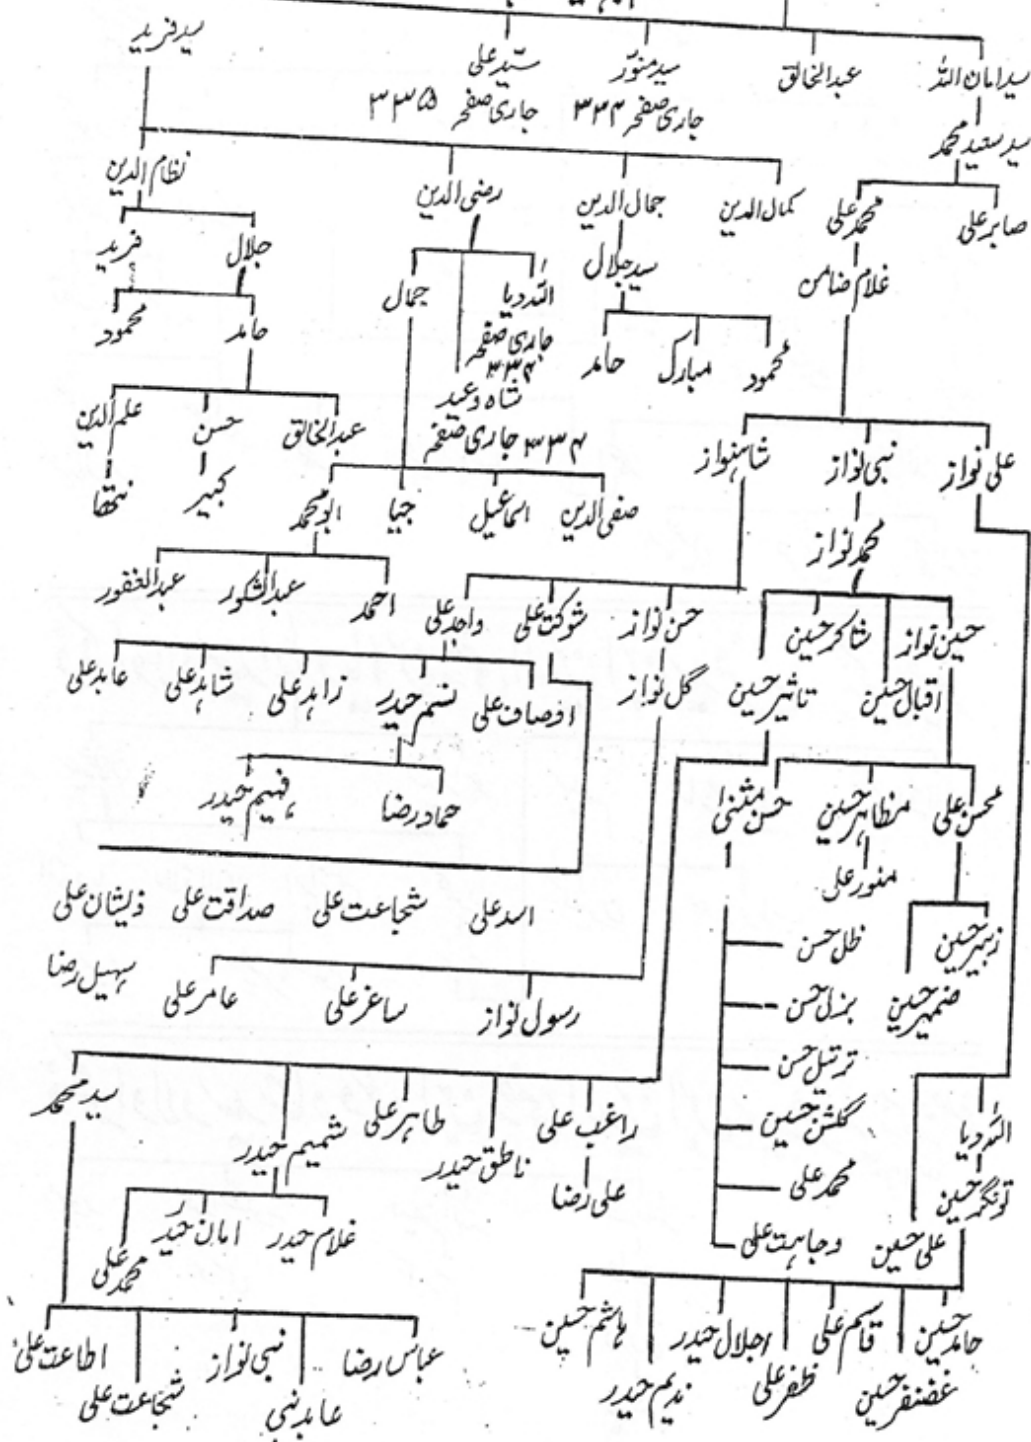 سید امان اللہ عبدالخالق سید منور سید علی سید فرید
جاری صفحہ ۳۳۴ جاری صفحہ ۳۳۵
سید سعید محمد
صابر علی محمد علی کمال الدین جمال الدین رضی الدین نظام الدین
غلام ضامن سید جلال اللہ دیا جمال جلال فرید
جاری صفحہ
۳۳۴
محمود مبارک حامد حامد محمود
شاہ وعید
۳۳۴ جاری صفحہ
علی نواز نبی نواز شاہنواز عبدالخالق حسن علم الدین
صفی الدین اسماعیل جیا ابو محمد کبیر نتھا
محمد نواز
احمد عبدالشکور عبدالغفور
حسین نواز شاکر حسین حسن نواز شوکت علی واجد علی
اقبال حسین تاثیر حسین گل نواز
انصاف علی نسیم حیدر زاہد علی شاہد علی عابد علی
محسن علی مظاہر حسین حسن مثنیٰ حماد رضا فہیم حیدر
منور علی
زبیر حسین ظل حسن اسد علی شجاعت علی صداقت علی ذیشان علی
ضمیر حسین بزل حسن رسول نواز ساغر علی عامر علی سہیل رضا
ترتیل حسن
گلشن حسین راغب علی ناطق حیدر طاہر علی شمیم حیدر سید محمد
اللہ دیا
محمد علی علی رضا
تونگر حسین
علی حسین وجاہت علی غلام حیدر امان حیدر محمد علی
حامد حسین قاسم علی اجلال حیدر ہاشم حسین
غضنفر حسین ظفر علی ندیم حیدر
عباس رضا نبی نواز اطاعت علی
عابد نبی شجاعت علی